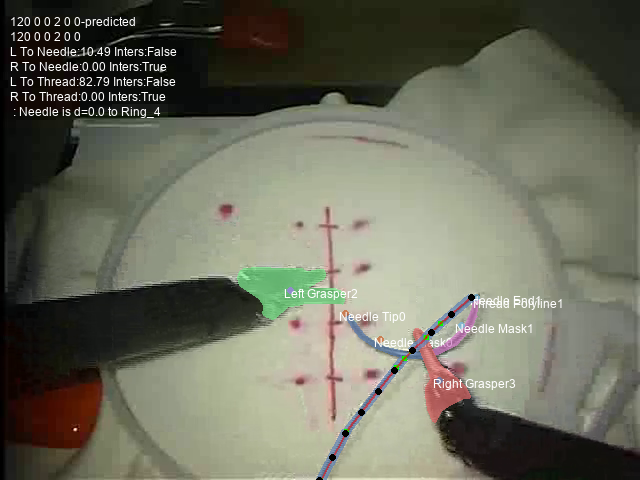 120 0 0 2 0 0-predicted
120 0 0 2 0 0
L To Needle:10.49 Inters:False
R To Needle:0.00 Inters:True
L To Thread:82.79 Inters:False
R To Thread:0.00 Inters:True
: Needle is d=0.0 to Ring_4
Left Grasper2
Needle End1
Thread Polyline1
Needle Tip0
Needle Mask1
Needle Mask0
Right Grasper3